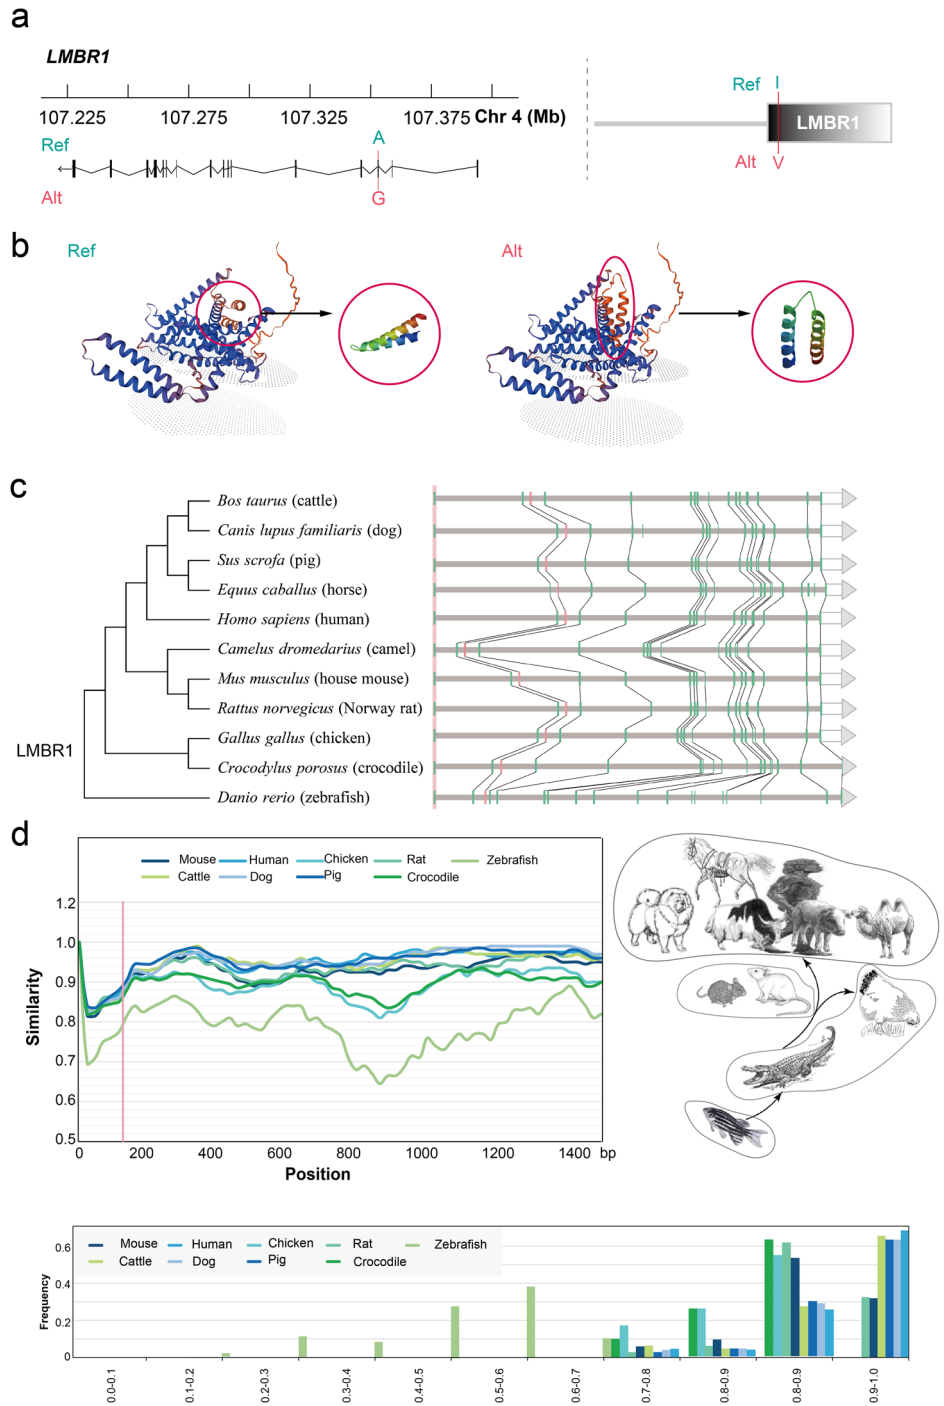 a
LMBR1
107.225 107.275 107.325 107.375 Chr 4 (Mb)
Ref A
Alt G
Ref I
LMBR1
Alt V
b
Ref Alt
c
LMBR1
Bos taurus (cattle)
Canis lupus familiaris (dog)
Sus scrofa (pig)
Equus caballus (horse)
Homo sapiens (human)
Camelus dromedarius (camel)
Mus musculus (house mouse)
Rattus norvegicus (Norway rat)
Gallus gallus (chicken)
Crocodylus porosus (crocodile)
Danio rerio (zebrafish)
d
Mouse Human Chicken Rat Zebrafish
Cattle Dog Pig Crocodile
Similarity
1.2
1.0
0.9
0.8
0.7
0.6
0.5
0 200 400 600 800 1000 1200 1400 bp
Position
Mouse Human Chicken Rat Zebrafish
Cattle Dog Pig Crocodile
Frequency
0.6
0.4
0.2
0
0.0-0.1 0.1-0.2 0.2-0.3 0.3-0.4 0.4-0.5 0.5-0.6 0.6-0.7 0.7-0.8 0.8-0.9 0.8-0.9 0.9-1.0